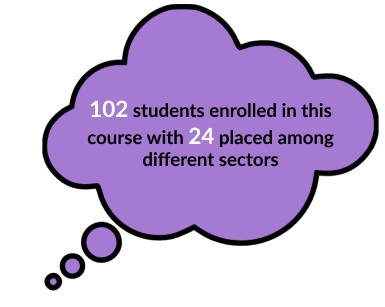 102 students enrolled in this
course with 24 placed among
different sectors